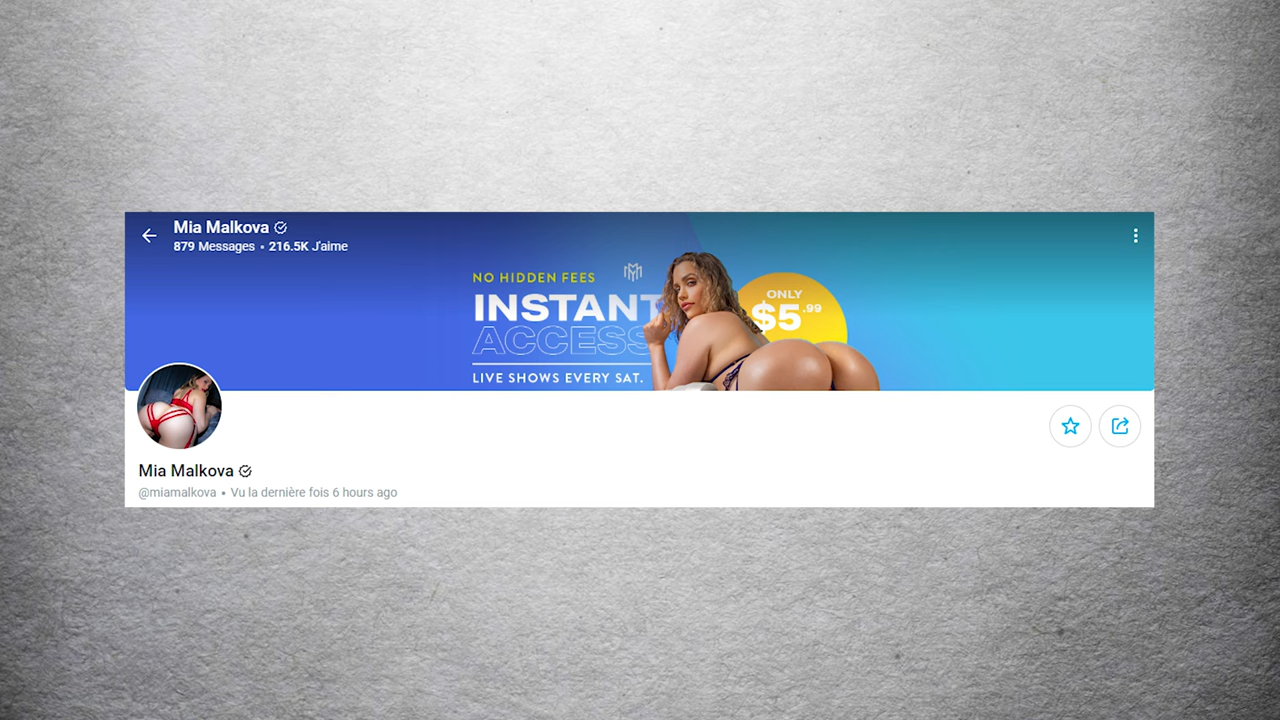 Mia Malkova
879 Messages • 216.5K J'aime
NO HIDDEN FEES
INSTANT
ACCESS
LIVE SHOWS EVERY SAT.
ONLY
$5.99
Mia Malkova
@miamalkova • Vu la dernière fois 6 hours ago